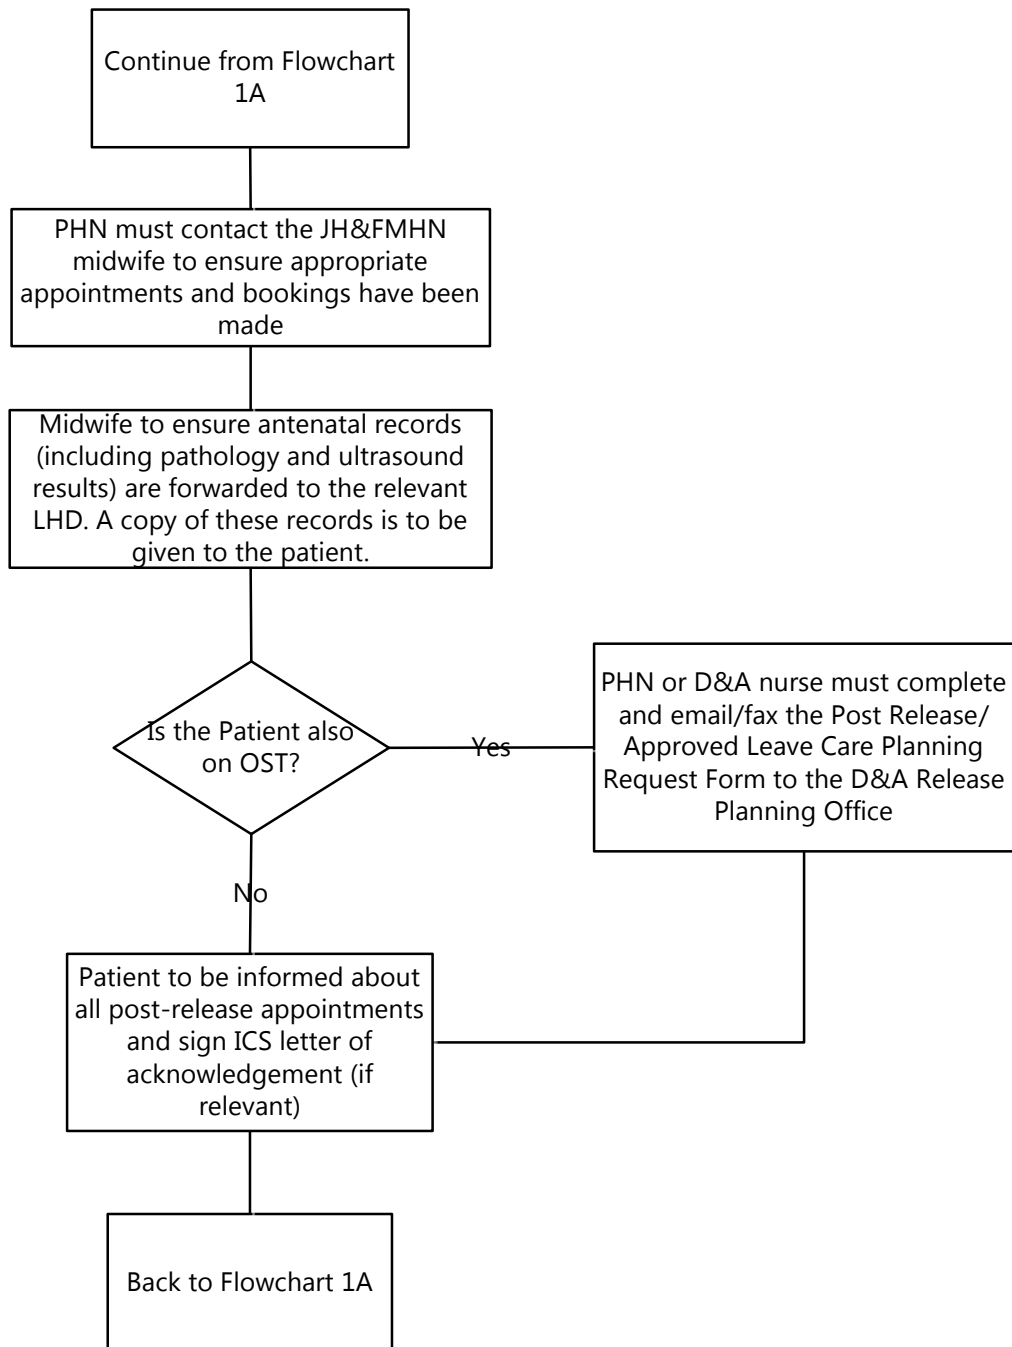 Continue from Flowchart
1A
PHN must contact the JH&FMHN
midwife to ensure appropriate
appointments and bookings have been
made
Midwife to ensure antenatal records
(including pathology and ultrasound
results) are forwarded to the relevant
LHD. A copy of these records is to be
given to the patient.
Is the Patient also
on OST?
Yes
PHN or D&A nurse must complete
and email/fax the Post Release/
Approved Leave Care Planning
Request Form to the D&A Release
Planning Office
No
Patient to be informed about
all post-release appointments
and sign ICS letter of
acknowledgement (if
relevant)
Back to Flowchart 1A